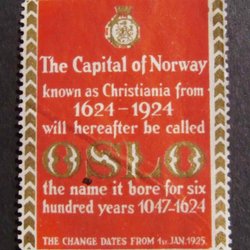 The Capital of Norway
known as Christiania from
1624-1924
will hereafter be called
OSLO
the name it bore for six
hundred years 1047-1624
THE CHANGE DATES FROM 1ST JAN. 1925.